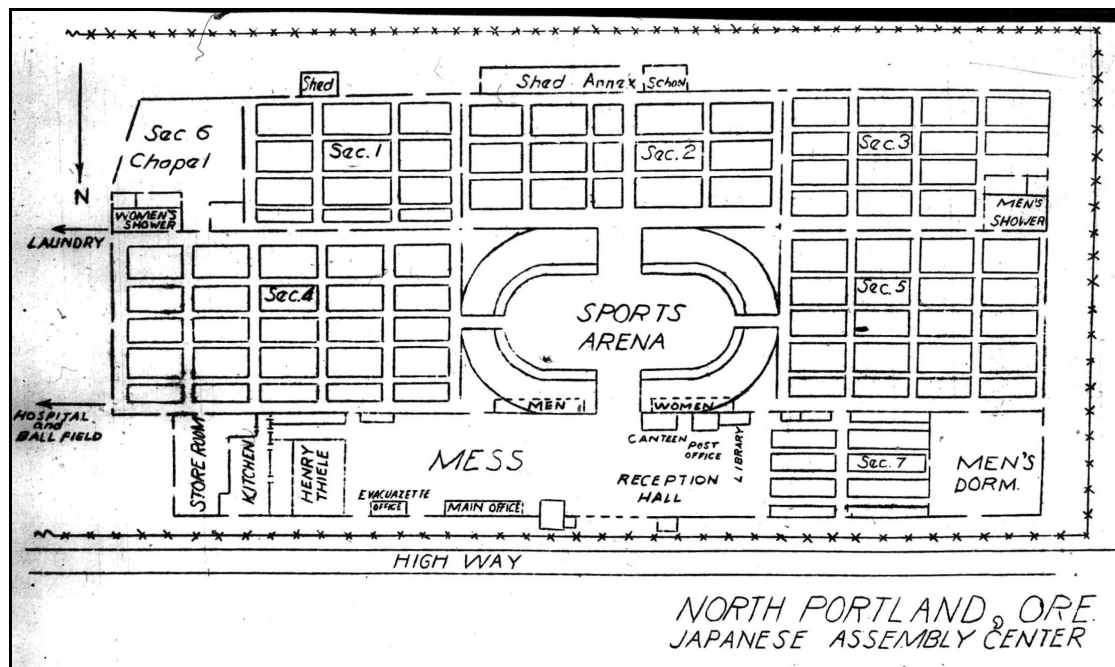 Shed
Shed Annex
School
Sec. 6
Chapel
Sec. 1
Sec. 2
Sec. 3
N
WOMEN'S
SHOWER
MEN'S
SHOWER
LAUNDRY
Sec. 4
SPORTS
ARENA
Sec. 5
HOSPITAL
and
BALL FIELD
MEN
WOMEN
STORE ROOM
KITCHEN
HENRY
THIELE
MESS
CANTEEN
POST
OFFICE
LIBRARY
Sec. 7
MEN'S
DORM.
RECEPTION
HALL
EVACUAZETTE
OFFICE
MAIN OFFICE
HIGH WAY
NORTH PORTLAND, ORE.
JAPANESE ASSEMBLY CENTER